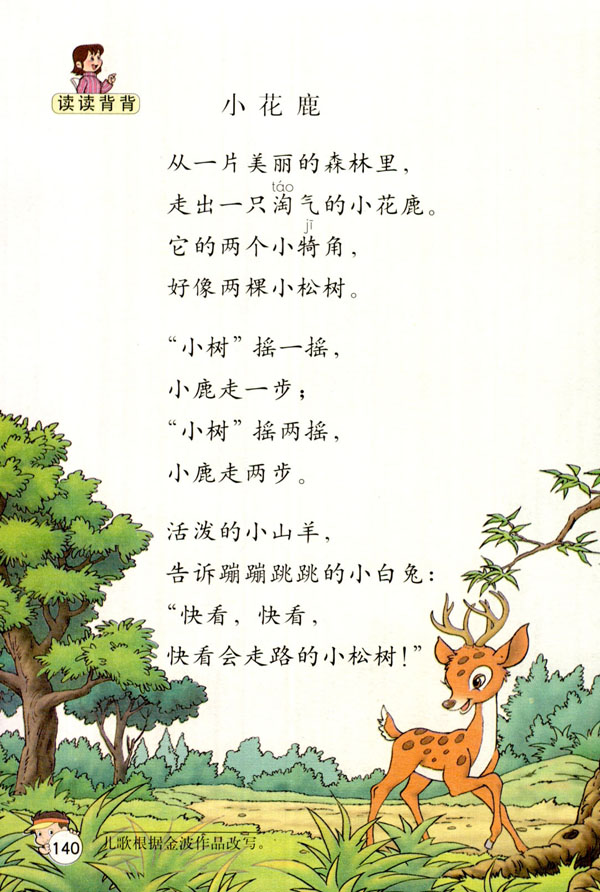 读读背背
小花鹿
从一片美丽的森林里，
táo
走出一只淘气的小花鹿。
jī
它的两个小犄角，
好像两棵小松树。
“小树”摇一摇，
小鹿走一步；
“小树”摇两摇，
小鹿走两步。
活泼的小山羊，
告诉蹦蹦跳跳的小白兔：
“快看，快看，
快看会走路的小松树！”
140
儿歌根据金波作品改写。